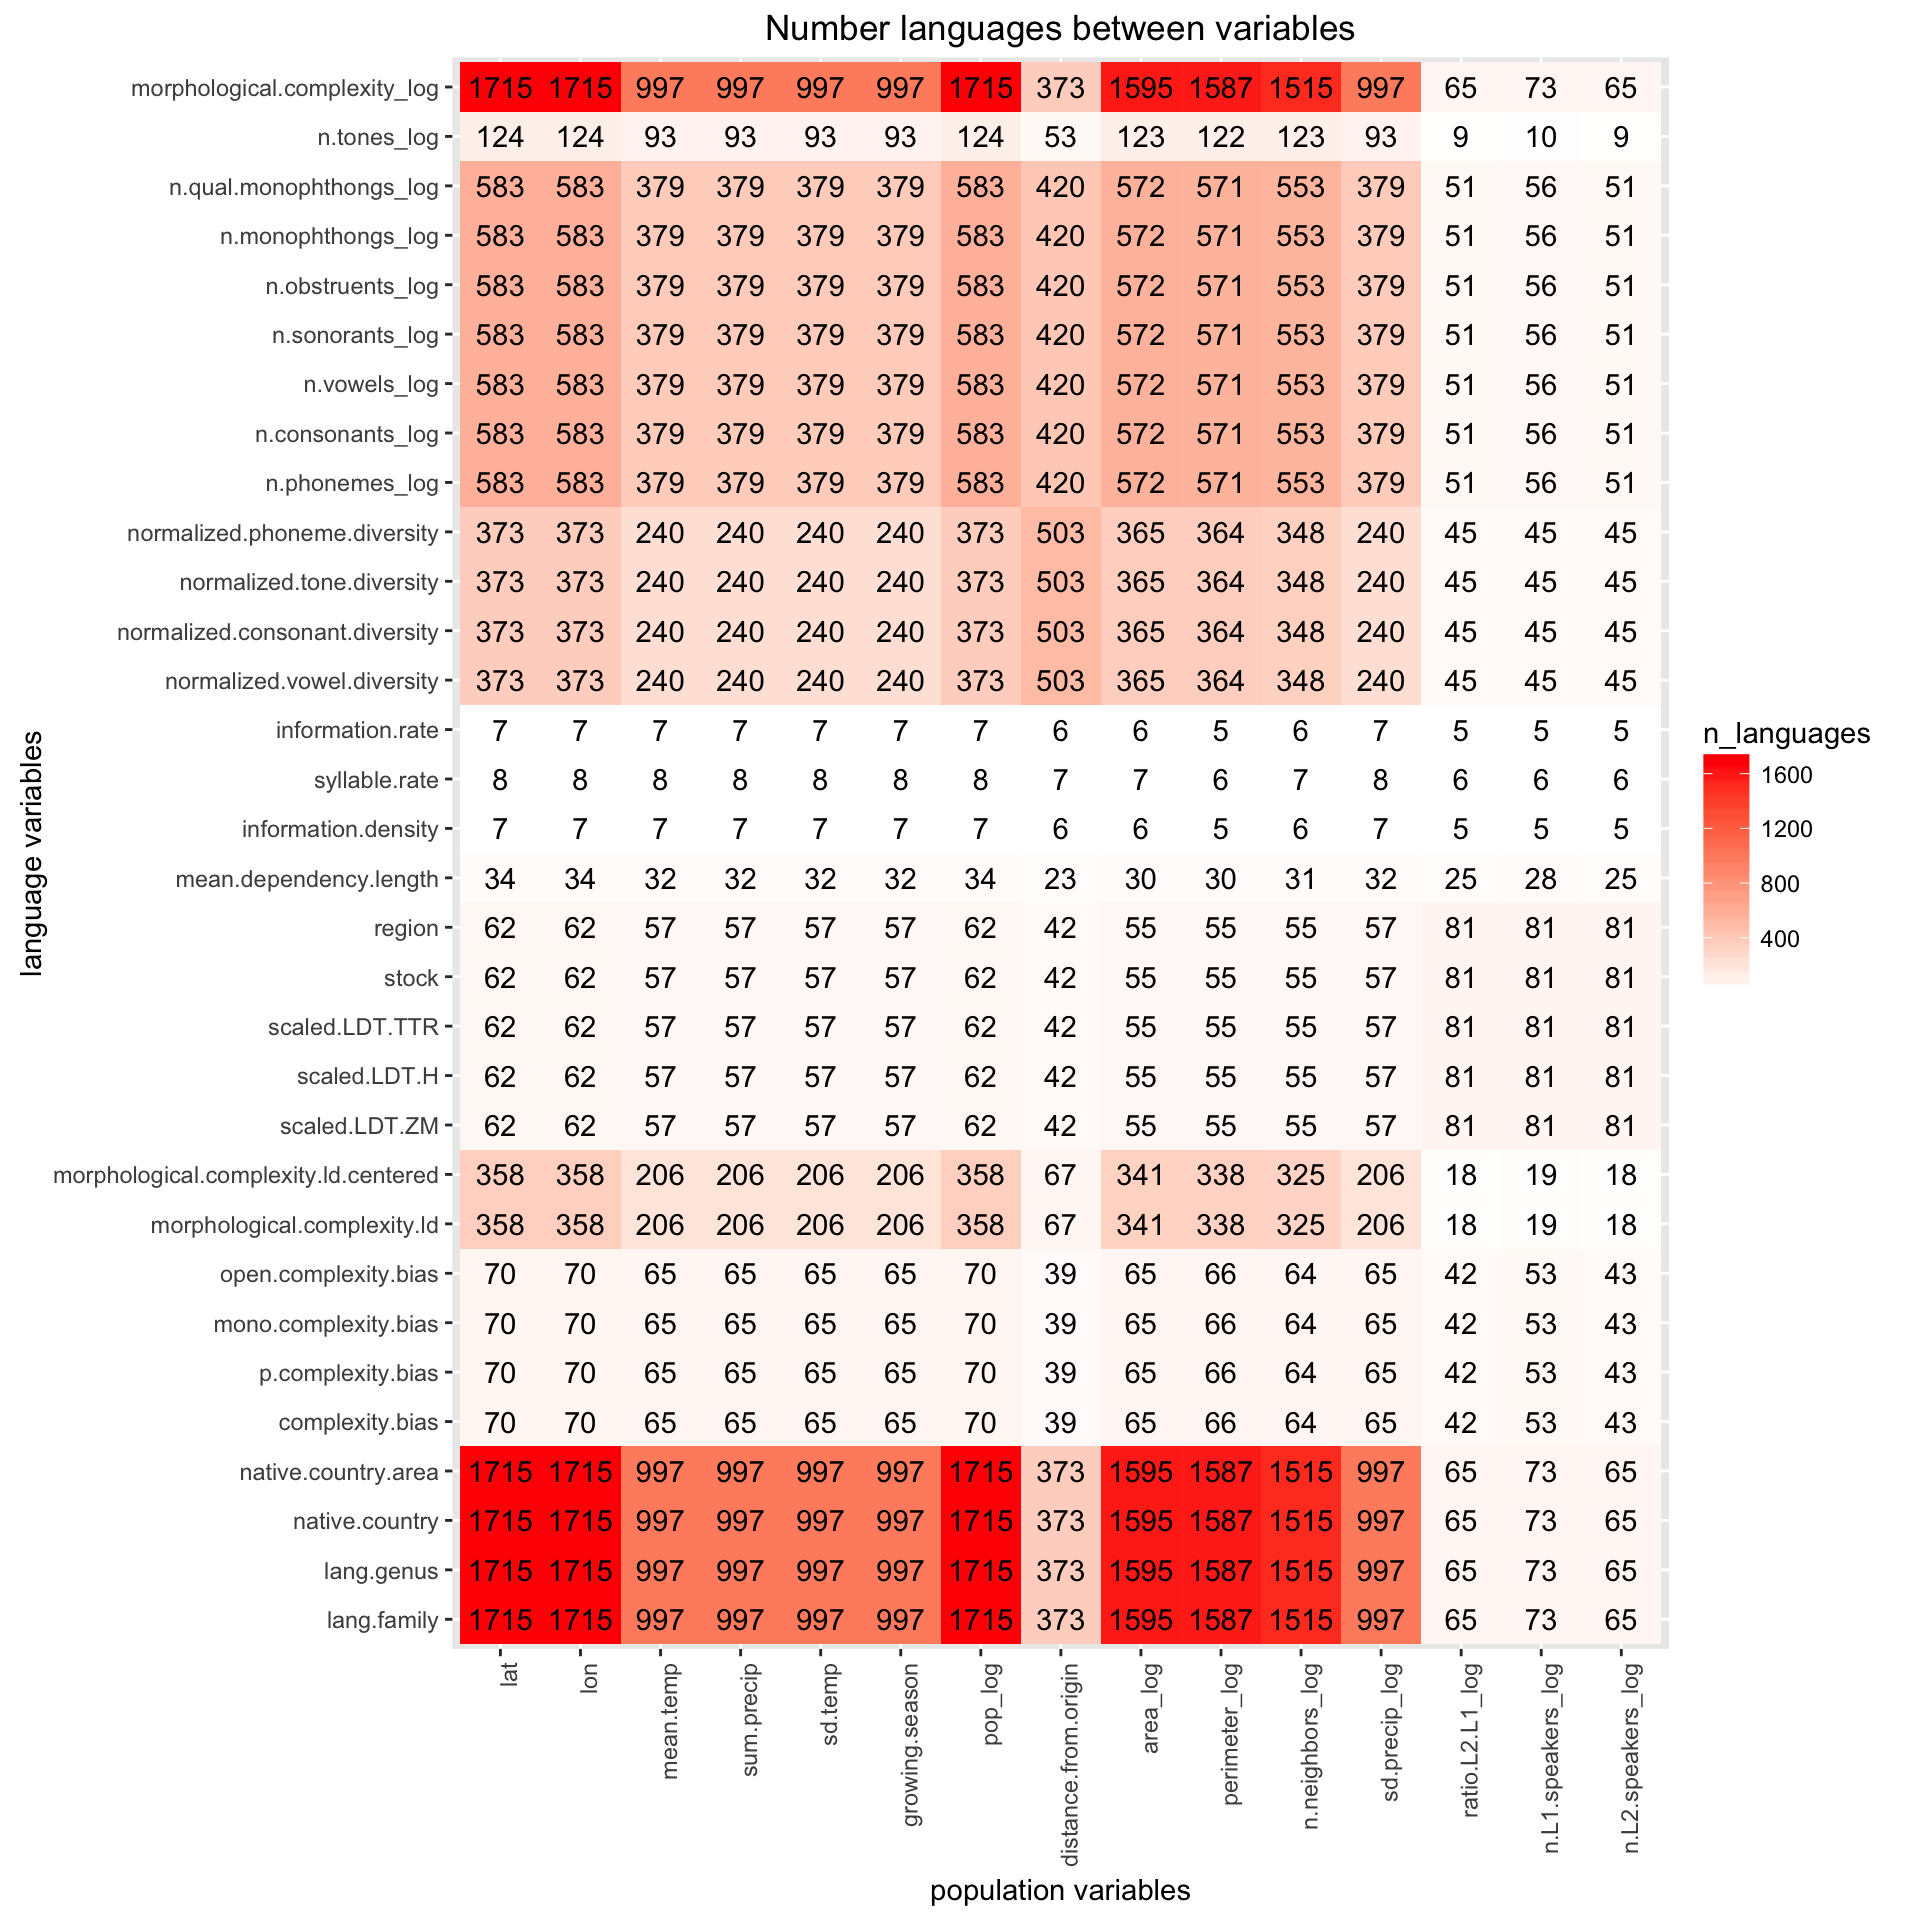 Number languages between variables
morphological.complexity_log 1715 1715 997 997 997 997 1715 373 1595 1587 1515 997 65 73 65
n.tones_log 124 124 93 93 93 93 124 53 123 122 123 93 9 10 9
n.qual.monophthongs_log 583 583 379 379 379 379 583 420 572 571 553 379 51 56 51
n.monophthongs_log 583 583 379 379 379 379 583 420 572 571 553 379 51 56 51
n.obstruents_log 583 583 379 379 379 379 583 420 572 571 553 379 51 56 51
n.sonorants_log 583 583 379 379 379 379 583 420 572 571 553 379 51 56 51
n.vowels_log 583 583 379 379 379 379 583 420 572 571 553 379 51 56 51
n.consonants_log 583 583 379 379 379 379 583 420 572 571 553 379 51 56 51
n.phonemes_log 583 583 379 379 379 379 583 420 572 571 553 379 51 56 51
normalized.phoneme.diversity 373 373 240 240 240 240 373 503 365 364 348 240 45 45 45
normalized.tone.diversity 373 373 240 240 240 240 373 503 365 364 348 240 45 45 45
normalized.consonant.diversity 373 373 240 240 240 240 373 503 365 364 348 240 45 45 45
normalized.vowel.diversity 373 373 240 240 240 240 373 503 365 364 348 240 45 45 45
information.rate 7 7 7 7 7 7 7 6 6 5 6 7 5 5 5
syllable.rate 8 8 8 8 8 8 8 7 7 6 7 8 6 6 6
information.density 7 7 7 7 7 7 7 6 6 5 6 7 5 5 5
mean.dependency.length 34 34 32 32 32 32 34 23 30 30 31 32 25 28 25
region 62 62 57 57 57 57 62 42 55 55 55 57 81 81 81
stock 62 62 57 57 57 57 62 42 55 55 55 57 81 81 81
scaled.LDT.TTR 62 62 57 57 57 57 62 42 55 55 55 57 81 81 81
scaled.LDT.H 62 62 57 57 57 57 62 42 55 55 55 57 81 81 81
scaled.LDT.ZM 62 62 57 57 57 57 62 42 55 55 55 57 81 81 81
morphological.complexity.ld.centered 358 358 206 206 206 206 358 67 341 338 325 206 18 19 18
morphological.complexity.ld 358 358 206 206 206 206 358 67 341 338 325 206 18 19 18
open.complexity.bias 70 70 65 65 65 65 70 39 65 66 64 65 42 53 43
mono.complexity.bias 70 70 65 65 65 65 70 39 65 66 64 65 42 53 43
p.complexity.bias 70 70 65 65 65 65 70 39 65 66 64 65 42 53 43
complexity.bias 70 70 65 65 65 65 70 39 65 66 64 65 42 53 43
native.country.area 1715 1715 997 997 997 997 1715 373 1595 1587 1515 997 65 73 65
native.country 1715 1715 997 997 997 997 1715 373 1595 1587 1515 997 65 73 65
lang.genus 1715 1715 997 997 997 997 1715 373 1595 1587 1515 997 65 73 65
lang.family 1715 1715 997 997 997 997 1715 373 1595 1587 1515 997 65 73 65
lat
lon
mean.temp
sum.precip
sd.temp
growing.season
pop_log
distance.from.origin
area_log
perimeter_log
n.neighbors_log
sd.precip_log
ratio.L2.L1_log
n.L1.speakers_log
n.L2.speakers_log
population variables
language variables
n_languages
1600
1200
800
400